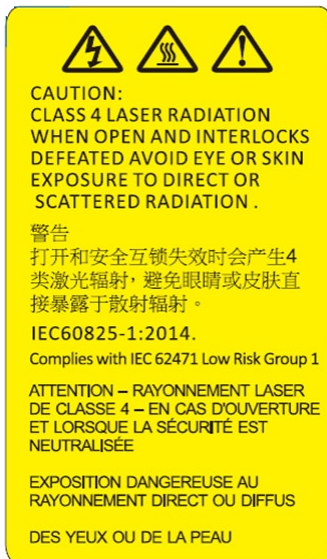 CAUTION:
CLASS 4 LASER RADIATION
WHEN OPEN AND INTERLOCKS
DEFEATED AVOID EYE OR SKIN
EXPOSURE TO DIRECT OR
SCATTERED RADIATION .
警告
打开和安全互锁失效时会产生4
类激光辐射，避免眼睛或皮肤直
接暴露于散射辐射。
IEC60825-1:2014.
Complies with IEC 62471 Low Risk Group 1
ATTENTION – RAYONNEMENT LASER
DE CLASSE 4 – EN CAS D'OUVERTURE
ET LORSQUE LA SÉCURITÉ EST
NEUTRALISÉE
EXPOSITION DANGEREUSE AU
RAYONNEMENT DIRECT OU DIFFUS
DES YEUX OU DE LA PEAU